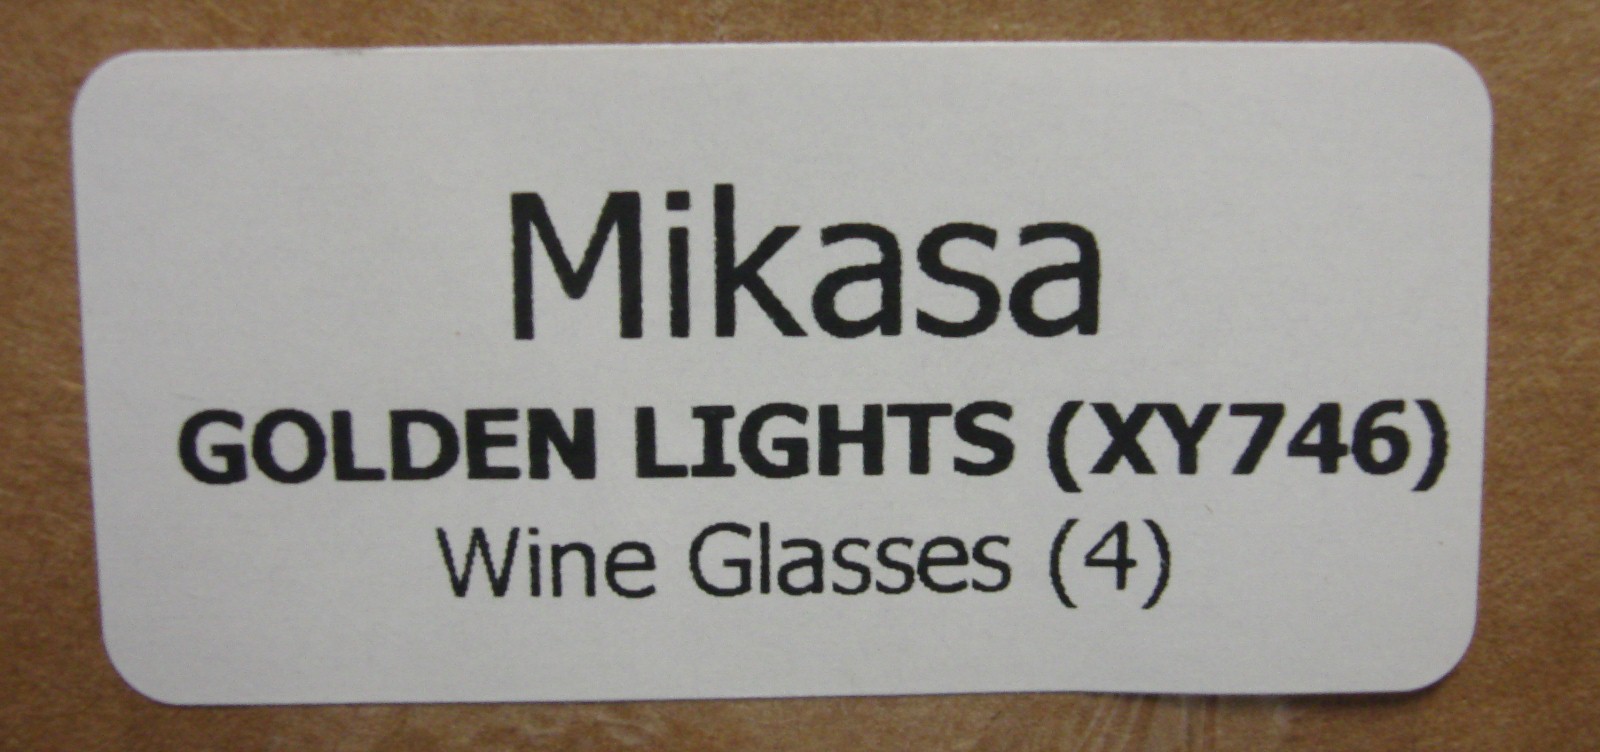 Mikasa
GOLDEN LIGHTS (XY746)
Wine Glasses (4)